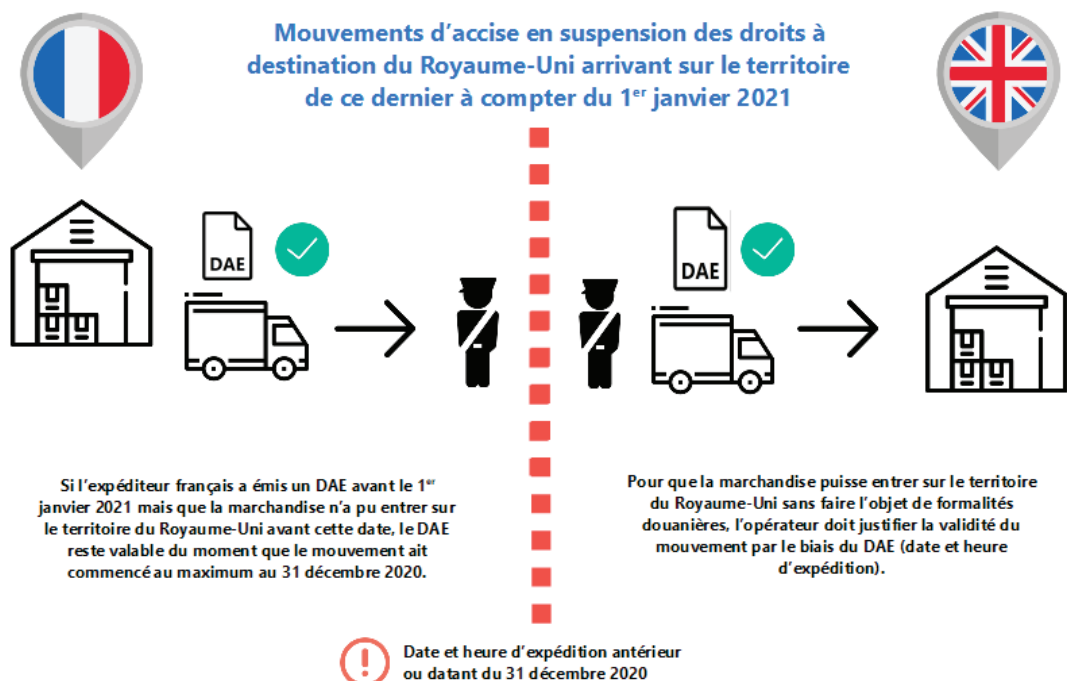 Mouvements d'accise en suspension des droits à
destination du Royaume-Uni arrivant sur le territoire
de ce dernier à compter du 1er janvier 2021
DAE
DAE
Si l'expéditeur français a émis un DAE avant le 1er
janvier 2021 mais que la marchandise n'a pu entrer sur
le territoire du Royaume-Uni avant cette date, le DAE
reste valable du moment que le mouvement ait
commencé au maximum au 31 décembre 2020.
Pour que la marchandise puisse entrer sur le territoire
du Royaume-Uni sans faire l'objet de formalités
douanières, l'opérateur doit justifier la validité du
mouvement par le biais du DAE (date et heure
d'expédition).
Date et heure d'expédition antérieur
ou datant du 31 décembre 2020